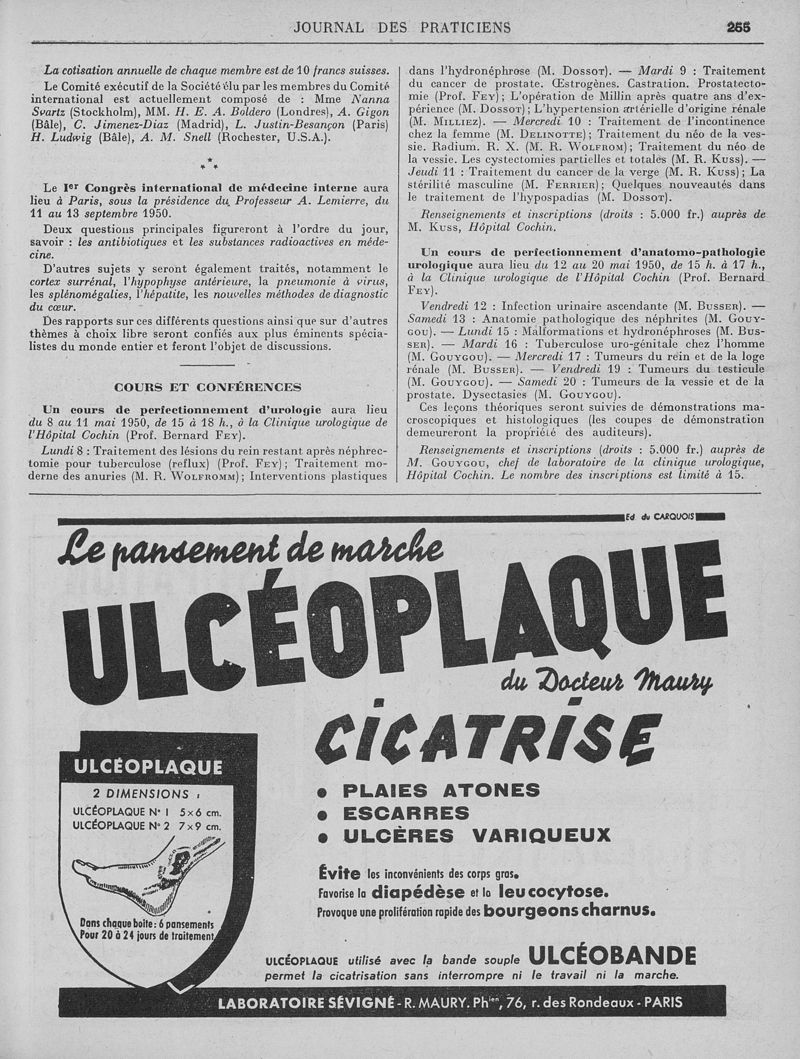 JOURNAL DES PRATICIENS 255
La cotisation annuelle de chaque membre est de 10 francs suisses.
Le Comité exécutif de la Société élu par les membres du Comité
international est actuellement composé de : Mme Nanna
Svartz (Stockholm), MM. H. E. A. Boldero (Londres), A. Gigon
(Bâle), C. Jimenez-Diaz (Madrid), L. Justin-Besançon (Paris)
H. Ludwig (Bâle), A. M. Snell (Rochester, U.S.A.).
* * *
Le Ier Congrès international de médecine interne aura
lieu à Paris, sous la présidence du Professeur A. Lemierre, du
11 au 13 septembre 1950.
Deux questions principales figureront à l'ordre du jour,
savoir : les antibiotiques et les substances radioactives en méde-
cine.
D'autres sujets y seront également traités, notamment le
cortex surrénal, l'hypophyse antérieure, la pneumonie à virus,
les splénomégalies, l'hépatite, les nouvelles méthodes de diagnostic
du cœur.
Des rapports sur ces différents questions ainsi que sur d'autres
thèmes à choix libre seront confiés aux plus éminents spécia-
listes du monde entier et feront l'objet de discussions.
COURS ET CONFÉRENCES
Un cours de perfectionnement d'urologie aura lieu
du 8 au 11 mai 1950, de 15 à 18 h., à la Clinique urologique de
l'Hôpital Cochin (Prof. Bernard FEY).
Lundi 8 : Traitement des lésions du rein restant après néphrec-
tomie pour tuberculose (reflux) (Prof. FEY) ; Traitement mo-
derne des anuries (M. R. WOLFROMM) ; Interventions plastiques
dans l'hydronéphrose (M. DOSSOT). — Mardi 9 : Traitement
du cancer de prostate. Œstrogènes. Castration. Prostatecto-
mie (Prof. FEY) ; L'opération de Millin après quatre ans d'ex-
périence (M. DOSSOT) ; L'hypertension artérielle d'origine rénale
(M. MILLIEZ). — Mercredi 10 : Traitement de l'incontinence
chez la femme (M. DELINOTTE) ; Traitement du néo de la ves-
sie. Radium. R. X. (M. R. WOLFROM) ; Traitement du néo de
la vessie. Les cystectomies partielles et totales (M. R. KUSS). —
Jeudi 11 : Traitement du cancer de la verge (M. R. KUSS) ; La
stérilité masculine (M. FERRIER) ; Quelques nouveautés dans
le traitement de l'hypospadias (M. DOSSOT).
Renseignements et inscriptions (droits : 5.000 fr.) auprès de
M. KUSS, Hôpital Cochin.
Un cours de perfectionnement d'anatomo-pathologie
urologique aura lieu du 12 au 20 mai 1950, de 15 h. à 17 h.,
à la Clinique urologique de l'Hôpital Cochin (Prof. Bernard
FEY).
Vendredi 12 : Infection urinaire ascendante (M. BUSSER). —
Samedi 13 : Anatomie pathologique des néphrites (M. GOUY-
GOU). — Lundi 15 : Malformations et hydronéphroses (M. BUS-
SER). — Mardi 16 : Tuberculose uro-génitale chez l'homme
(M. GOUYGOU). — Mercredi 17 : Tumeurs du rein et de la loge
rénale (M. BUSSER). — Vendredi 19 : Tumeurs du testicule
(M. GOUYGOU). — Samedi 20 : Tumeurs de la vessie et de la
prostate. Dysectasies (M. GOUYGOU).
Ces leçons théoriques seront suivies de démonstrations ma-
croscopiques et histologiques (les coupes de démonstration
demeureront la propriété des auditeurs).
Renseignements et inscriptions (droits : 5.000 fr.) auprès de
M. GOUYGOU, chef de laboratoire de la clinique urologique,
Hôpital Cochin. Le nombre des inscriptions est limité à 15.
Ed du CARQUOIS
Le pansement de marche
ULCÉOPLAQUE
du Docteur Maury
CICATRISE
ULCÉOPLAQUE
2 DIMENSIONS :
ULCÉOPLAQUE N° 1 5×6 cm.
ULCÉOPLAQUE N° 2 7×9 cm.
Dans chaque boite : 6 pansements
Pour 20 à 24 jours de traitement
• PLAIES ATONES
• ESCARRES
• ULCÈRES VARIQUEUX
Évite les inconvénients des corps gras.
Favorise la diapédèse et la leucocytose.
Provoque une prolifération rapide des bourgeons charnus.
ULCÉOPLAQUE utilisé avec la bande souple ULCÉOBANDE
permet la cicatrisation sans interrompre ni le travail ni la marche.
LABORATOIRE SÉVIGNÉ - R. MAURY. Phien, 76, r. des Rondeaux - PARIS